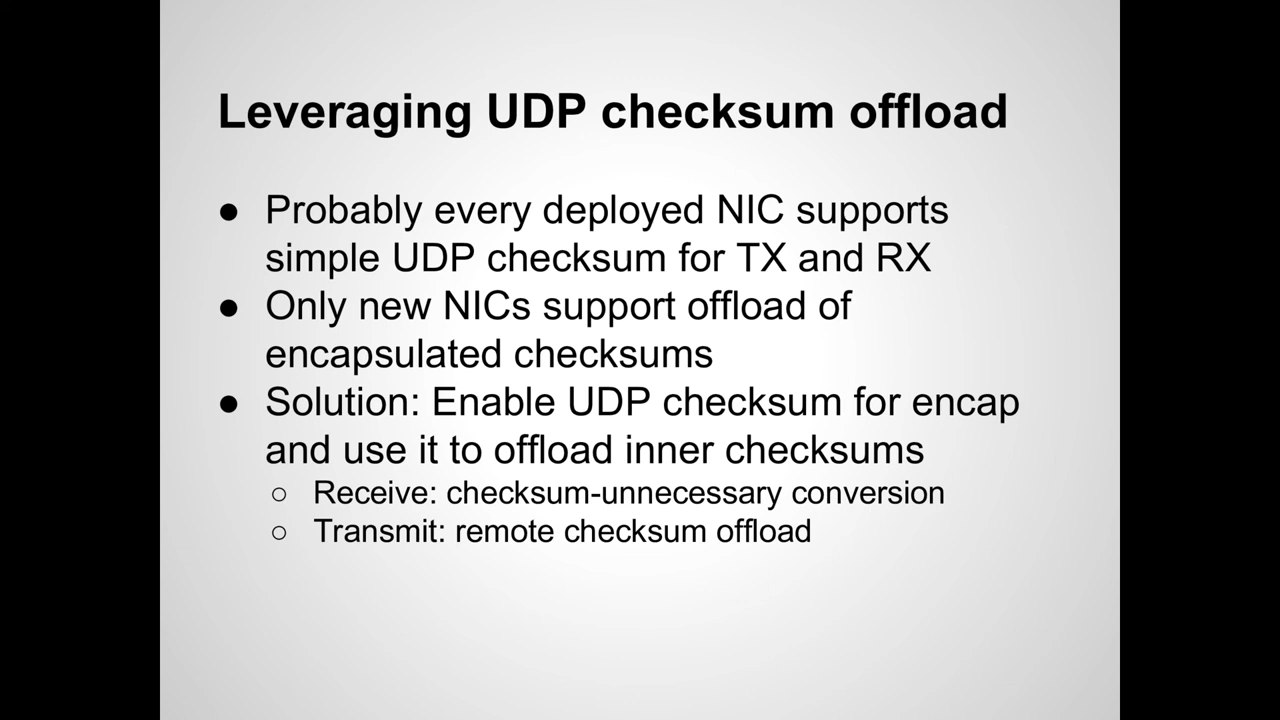 Leveraging UDP checksum offload
● Probably every deployed NIC supports
simple UDP checksum for TX and RX
● Only new NICs support offload of
encapsulated checksums
● Solution: Enable UDP checksum for encap
and use it to offload inner checksums
○ Receive: checksum-unnecessary conversion
○ Transmit: remote checksum offload